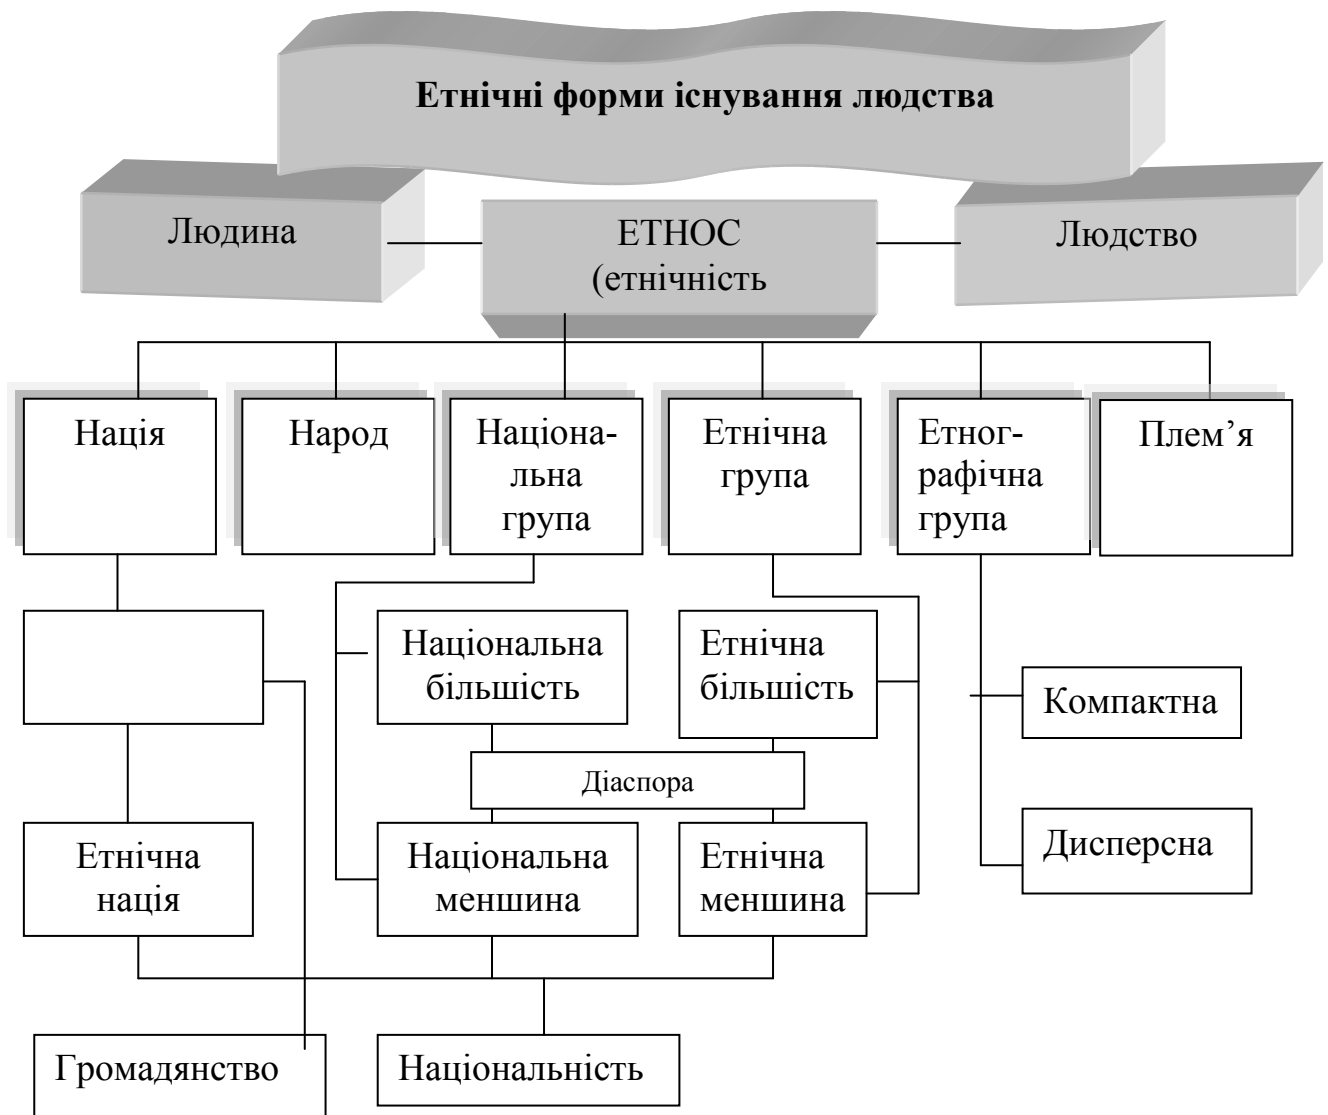 Етнічні форми існування людства
Людина
ЕТНОС
(етнічність
Людство
Нація
Народ
Націона-
льна
група
Етнічна
група
Етног-
рафічна
група
Плем’я
Національна
більшість
Етнічна
більшість
Компактна
Діаспора
Етнічна
нація
Національна
меншина
Етнічна
меншина
Дисперсна
Громадянство
Національність